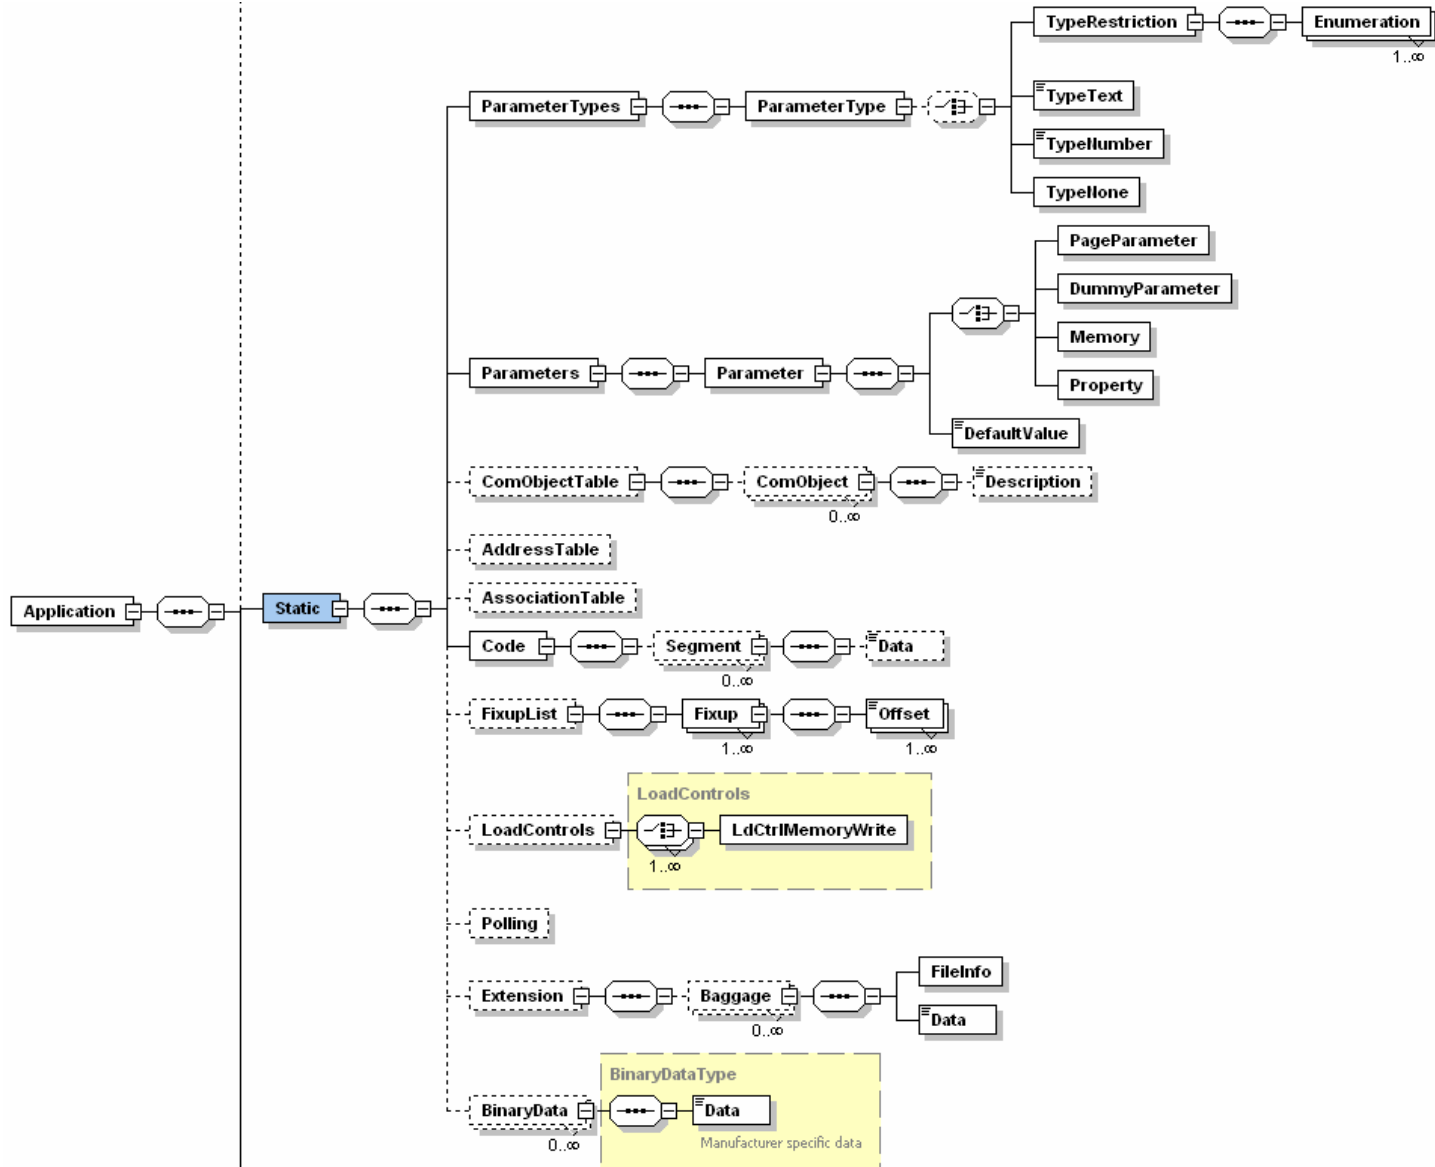 TypeRestriction
Enumeration
1..∞
ParameterTypes
ParameterType
TypeText
TypeNumber
TypeNone
PageParameter
DummyParameter
Memory
Property
Parameters
Parameter
DefaultValue
ComObjectTable
ComObject
Description
0..∞
AddressTable
AssociationTable
Application
Static
Code
Segment
Data
0..∞
FixupList
Fixup
Offset
1..∞
1..∞
LoadControls
LoadControls
LdCtrlMemoryWrite
1..∞
Polling
Extension
Baggage
FileInfo
Data
0..∞
BinaryDataType
BinaryData
Data
0..∞
Manufacturer specific data